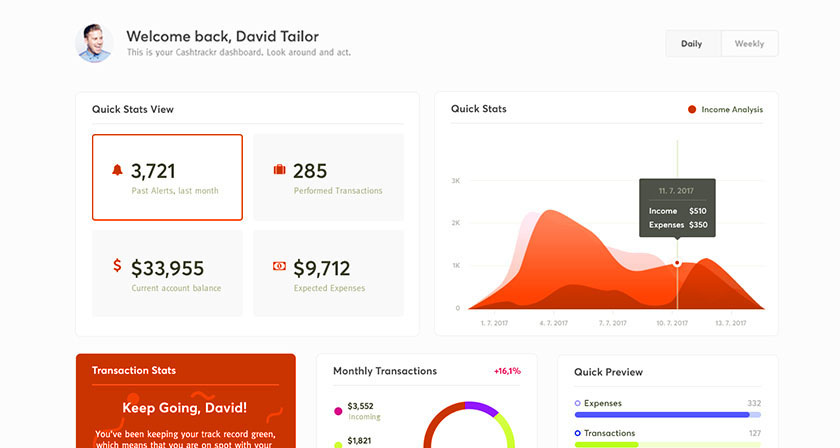 Welcome back, David Tailor
This is your Cashtrackr dashboard. Look around and act.
Daily
Weekly
Quick Stats View
3,721
Past Alerts, last month
285
Performed Transactions
$33,955
Current account balance
$9,712
Expected Expenses
Quick Stats
Income Analysis
3K
2K
1K
0
11. 7. 2017
Income $510
Expenses $350
1. 7. 2017
4. 7. 2017
7. 7. 2017
10. 7. 2017
13. 7. 2017
Transaction Stats
Keep Going, David!
You've been keeping your track record green,
which means that you are on spot with your
Monthly Transactions
+16,1%
$3,552
Incoming
$1,821
Quick Preview
Expenses 332
Transactions 127